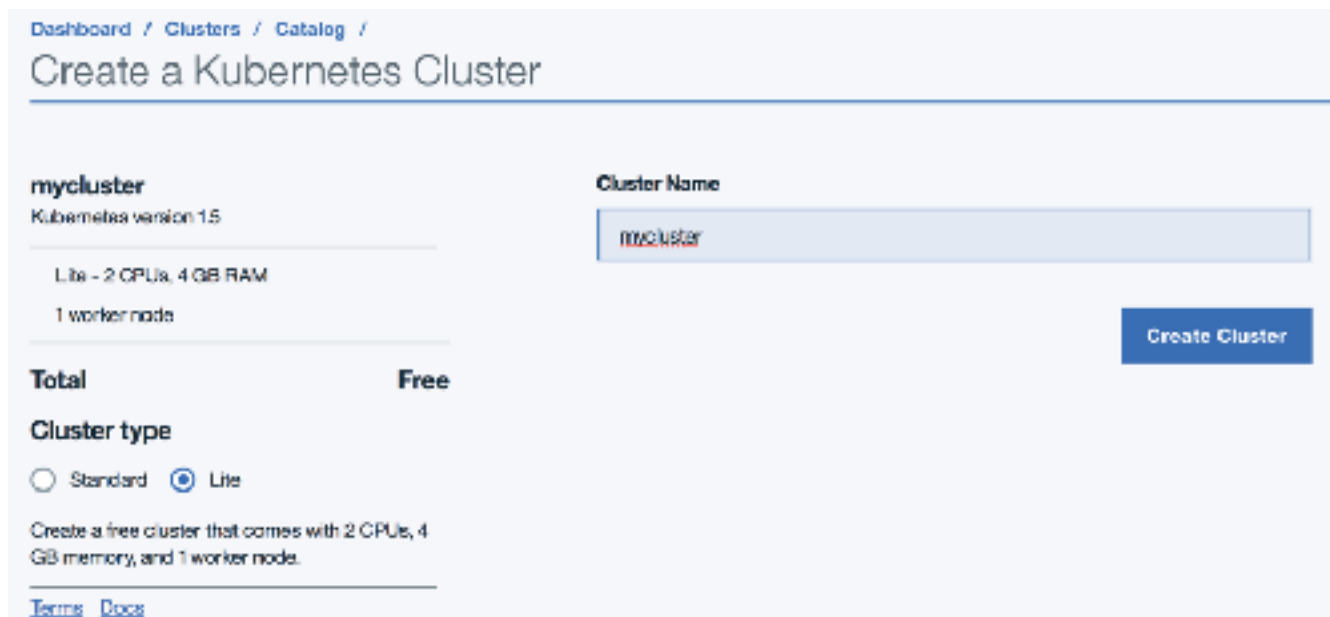 Dashboard / Clusters / Catalog /
Create a Kubernetes Cluster
mycluster
Kubernetes version 1.5
Lite - 2 CPUs, 4 GB RAM
1 worker node
Total Free
Cluster type
Standard Lite
Create a free cluster that comes with 2 CPUs, 4
GB memory, and 1 worker node.
Terms Docs
Cluster Name
mycluster
Create Cluster